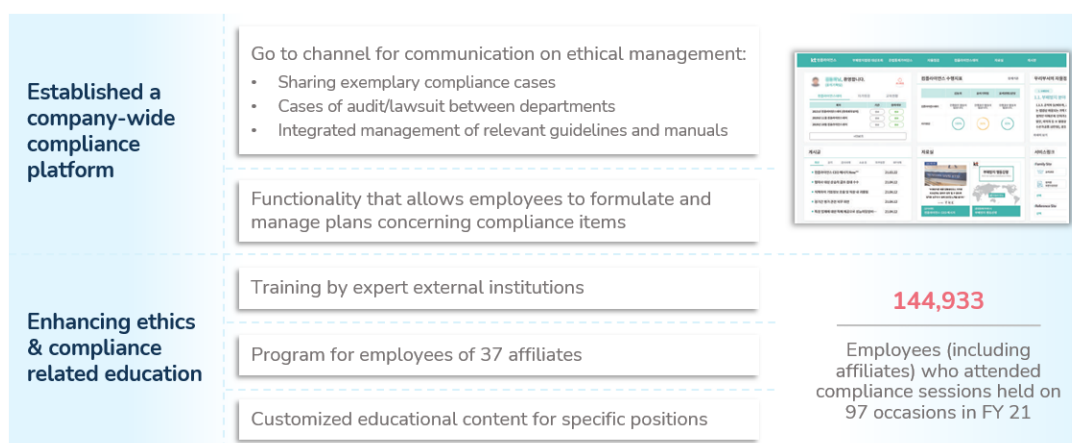 Established a
company-wide
compliance
platform
Go to channel for communication on ethical management:
• Sharing exemplary compliance cases
• Cases of audit/lawsuit between departments
• Integrated management of relevant guidelines and manuals
Functionality that allows employees to formulate and
manage plans concerning compliance items
Enhancing ethics
& compliance
related education
Training by expert external institutions
Program for employees of 37 affiliates
Customized educational content for specific positions
144,933
Employees (including
affiliates) who attended
compliance sessions held on
97 occasions in FY 21